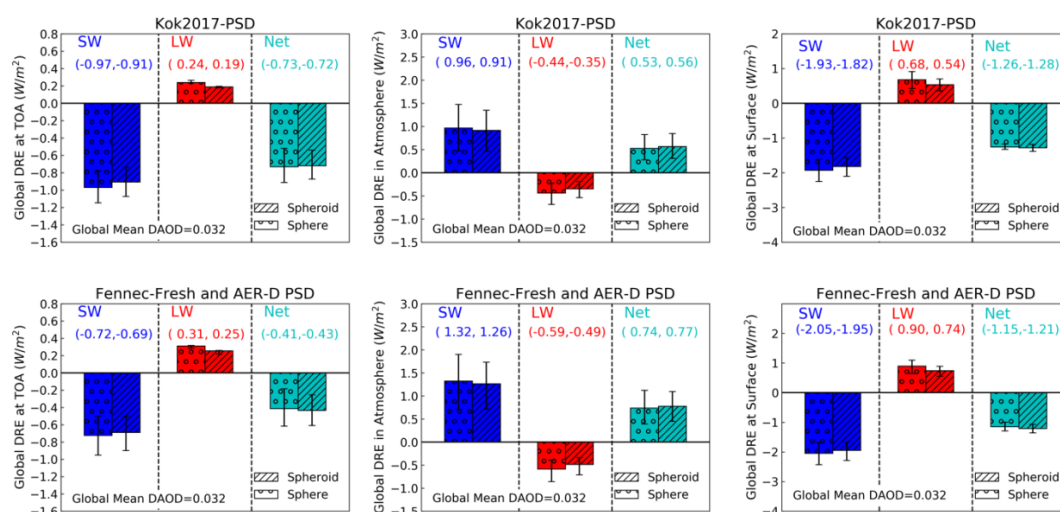 Kok2017-PSD
Global DRE at TOA (W/m²)
0.8
0.6
0.4
0.2
0.0
−0.2
−0.4
−0.6
−0.8
−1.0
−1.2
−1.4
−1.6
SW LW Net
(-0.97,-0.91) ( 0.24, 0.19) (-0.73,-0.72)
Spheroid
Sphere
Global Mean DAOD=0.032
Kok2017-PSD
Global DRE in Atmosphere (W/m²)
3.0
2.5
2.0
1.5
1.0
0.5
0.0
−0.5
−1.0
−1.5
SW LW Net
( 0.96, 0.91) (-0.44,-0.35) ( 0.53, 0.56)
Spheroid
Sphere
Global Mean DAOD=0.032
Kok2017-PSD
Global DRE at Surface (W/m²)
4
2
0
−2
−4
SW LW Net
(-1.93,-1.82) ( 0.68, 0.54) (-1.26,-1.28)
Spheroid
Sphere
Global Mean DAOD=0.032
Fennec-Fresh and AER-D PSD
Global DRE at TOA (W/m²)
0.8
0.6
0.4
0.2
0.0
−0.2
−0.4
−0.6
−0.8
−1.0
−1.2
−1.4
−1.6
SW LW Net
(-0.72,-0.69) ( 0.31, 0.25) (-0.41,-0.43)
Spheroid
Sphere
Global Mean DAOD=0.032
Fennec-Fresh and AER-D PSD
Global DRE in Atmosphere (W/m²)
3.0
2.5
2.0
1.5
1.0
0.5
0.0
−0.5
−1.0
SW LW Net
( 1.32, 1.26) (-0.59,-0.49) ( 0.74, 0.77)
Spheroid
Sphere
Global Mean DAOD=0.032
Fennec-Fresh and AER-D PSD
Global DRE at Surface (W/m²)
3
2
1
0
−1
−2
−3
−4
SW LW Net
(-2.05,-1.95) ( 0.90, 0.74) (-1.15,-1.21)
Spheroid
Sphere
Global Mean DAOD=0.032